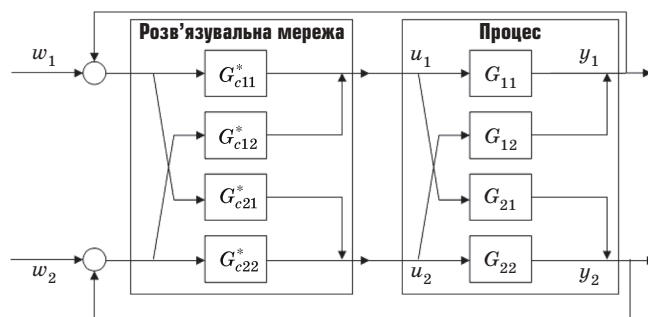 Розв'язувальна мережа
Процес
w₁
G*c11
u₁
G₁₁
y₁
G*c12
G₁₂
G*c21
G₂₁
w₂
G*c22
u₂
G₂₂
y₂